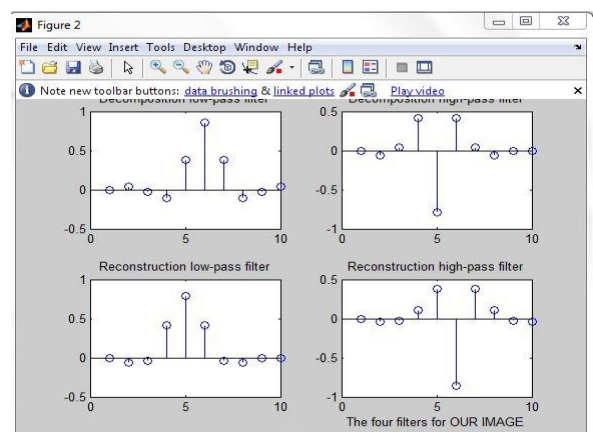 Figure 2
File Edit View Insert Tools Desktop Window Help
Note new toolbar buttons: data brushing & linked plots Play video
Decomposition low-pass filter
1
0.5
0
-0.5
0 5 10
Decomposition high-pass filter
0.5
0
-0.5
-1
0 5 10
Reconstruction low-pass filter
1
0.5
0
-0.5
0 5 10
Reconstruction high-pass filter
0.5
0
-0.5
-1
0 5 10
The four filters for OUR IMAGE